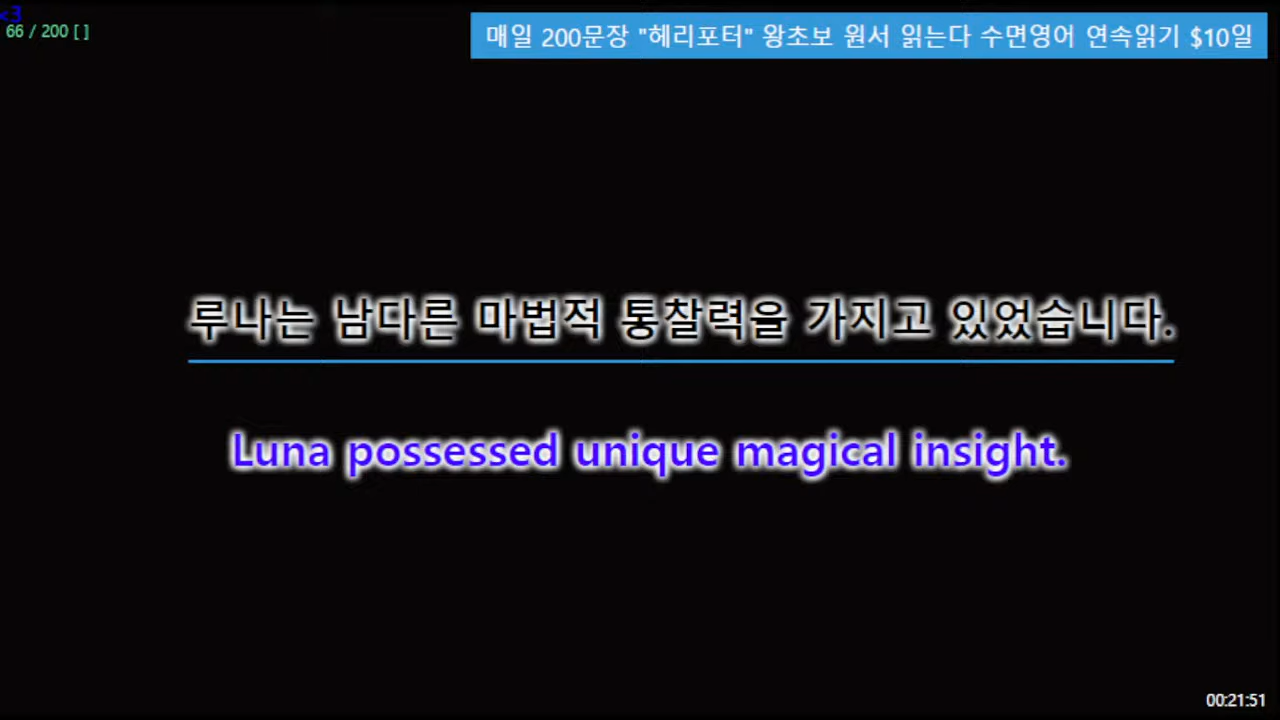 <3
66 / 200 [ ]
매일 200문장 "헤리포터" 왕초보 원서 읽는다 수면영어 연속읽기 $10일
루나는 남다른 마법적 통찰력을 가지고 있었습니다.
Luna possessed unique magical insight.
00:21:51